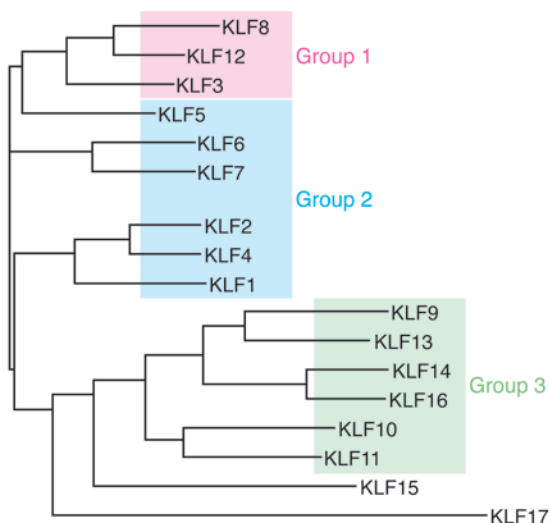 KLF8
KLF12
Group 1
KLF3
KLF5
KLF6
KLF7
Group 2
KLF2
KLF4
KLF1
KLF9
KLF13
KLF14
Group 3
KLF16
KLF10
KLF11
KLF15
KLF17